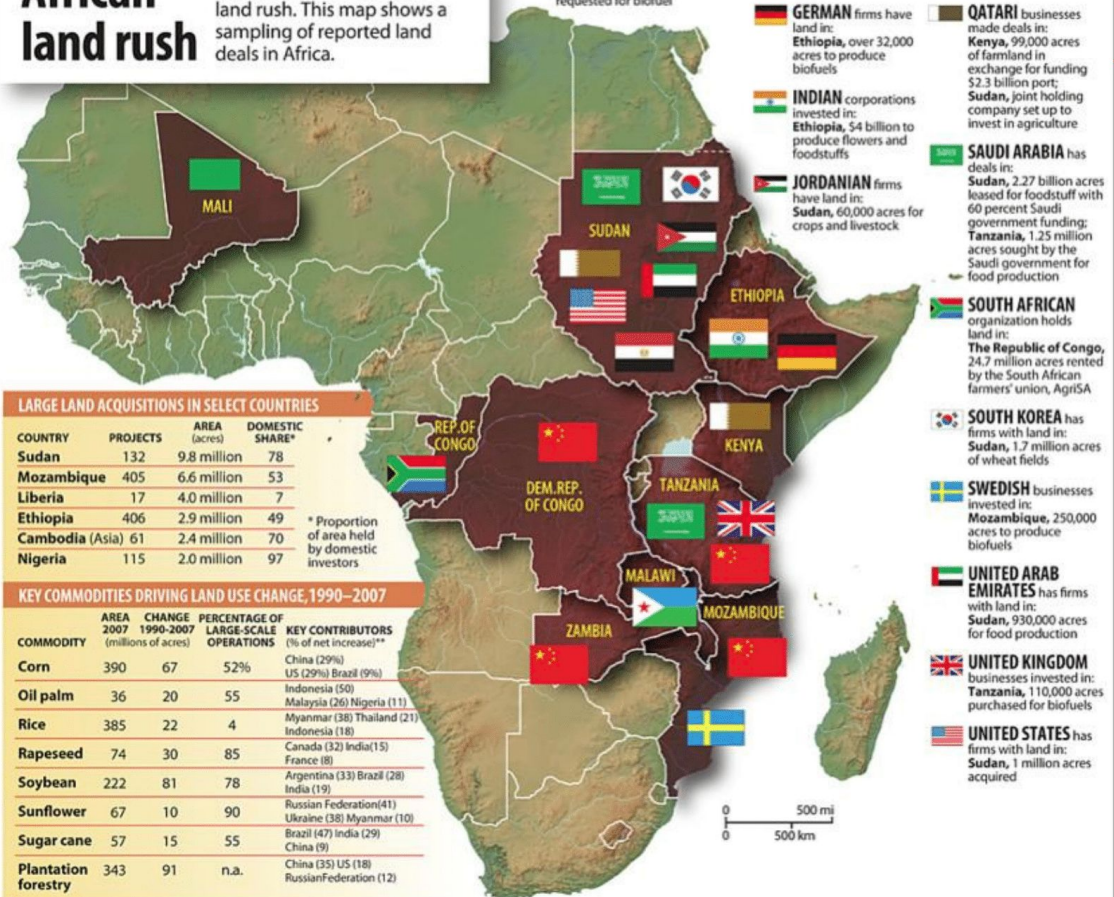 African
land rush
land rush. This map shows a
sampling of reported land
deals in Africa.
requested for biofuel
MALI
SUDAN
ETHIOPIA
REP.OF
CONGO
DEM.REP.
OF CONGO
KENYA
TANZANIA
MALAWI
MOZAMBIQUE
ZAMBIA
0 500 mi
0 500 km
GERMAN firms have
land in:
Ethiopia, over 32,000
acres to produce
biofuels
INDIAN corporations
invested in:
Ethiopia, $4 billion to
produce flowers and
foodstuffs
JORDANIAN firms
have land in:
Sudan, 60,000 acres for
crops and livestock
QATARI businesses
made deals in:
Kenya, 99,000 acres
of farmland in
exchange for funding
$2.3 billion port;
Sudan, joint holding
company set up to
invest in agriculture
SAUDI ARABIA has
deals in:
Sudan, 2.27 billion acres
leased for foodstuff with
60 percent Saudi
government funding;
Tanzania, 1.25 million
acres sought by the
Saudi government for
food production
SOUTH AFRICAN
organization holds
land in:
The Republic of Congo,
24.7 million acres rented
by the South African
farmers' union, AgriSA
SOUTH KOREA has
firms with land in:
Sudan, 1.7 million acres
of wheat fields
SWEDISH businesses
invested in:
Mozambique, 250,000
acres to produce
biofuels
UNITED ARAB
EMIRATES has firms
with land in:
Sudan, 930,000 acres
for food production
UNITED KINGDOM
businesses invested in:
Tanzania, 110,000 acres
purchased for biofuels
UNITED STATES has
firms with land in:
Sudan, 1 million acres
acquired
LARGE LAND ACQUISITIONS IN SELECT COUNTRIES
COUNTRY PROJECTS AREA (acres) DOMESTIC SHARE*
Sudan 132 9.8 million 78
Mozambique 405 6.6 million 53
Liberia 17 4.0 million 7
Ethiopia 406 2.9 million 49
Cambodia (Asia) 61 2.4 million 70
Nigeria 115 2.0 million 97
* Proportion
of area held
by domestic
investors
KEY COMMODITIES DRIVING LAND USE CHANGE, 1990–2007
AREA CHANGE PERCENTAGE OF
2007 1990-2007 LARGE-SCALE KEY CONTRIBUTORS
COMMODITY (millions of acres) OPERATIONS (% of net increase)**
Corn 390 67 52% China (29%)
US (29%) Brazil (9%)
Oil palm 36 20 55 Indonesia (50)
Malaysia (26) Nigeria (11)
Rice 385 22 4 Myanmar (38) Thailand (21)
Indonesia (18)
Rapeseed 74 30 85 Canada (32) India(15)
France (8)
Soybean 222 81 78 Argentina (33) Brazil (28)
India (19)
Sunflower 67 10 90 Russian Federation(41)
Ukraine (38) Myanmar (10)
Sugar cane 57 15 55 Brazil (47) India (29)
China (9)
Plantation 343 91 n.a. China (35) US (18)
forestry RussianFederation (12)